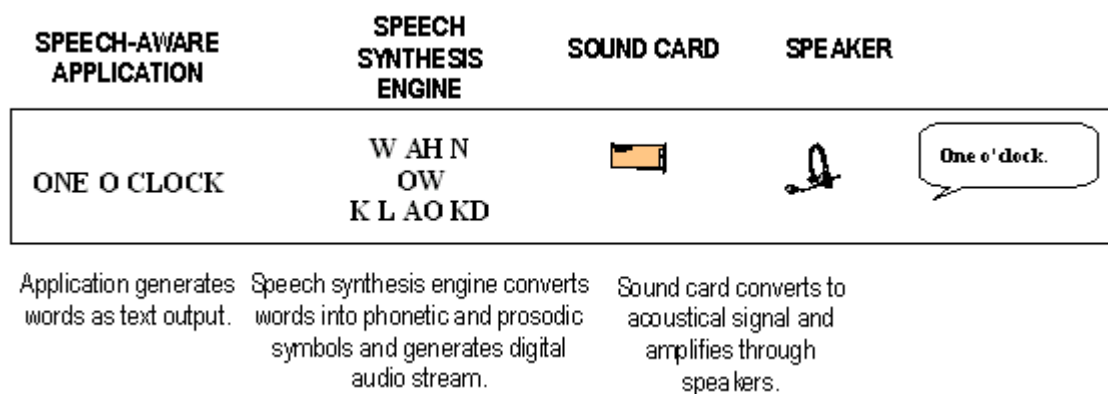 SPEECH-AWARE
APPLICATION
SPEECH
SYNTHESIS
ENGINE
SOUND CARD
SPEAKER
ONE O CLOCK
W AH N
OW
K L AO KD
One o'clock.
Application generates
words as text output.
Speech synthesis engine converts
words into phonetic and prosodic
symbols and generates digital
audio stream.
Sound card converts to
acoustical signal and
amplifies through
speakers.